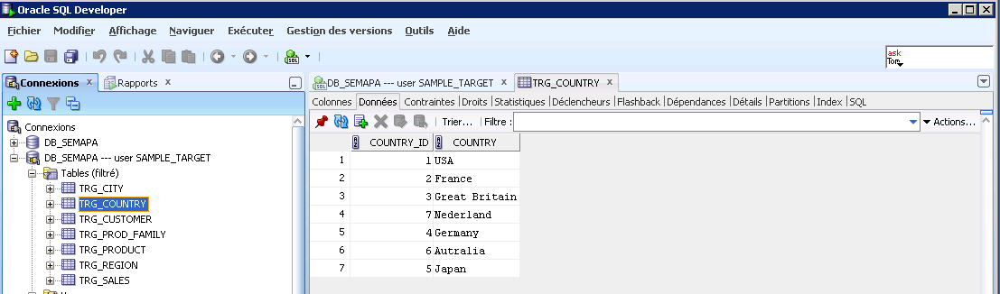 Oracle SQL Developer
Fichier Modifier Affichage Naviguer Exécuter Gestion des versions Outils Aide
SQL
ask
Tom
Connexions x Rapports x
DB_SEMAPA --- user SAMPLE_TARGET x TRG_COUNTRY x
Colonnes Données Contraintes Droits Statistiques Déclencheurs Flashback Dépendances Détails Partitions Index SQL
Trier... Filtre : Actions...
Connexions
DB_SEMAPA
DB_SEMAPA --- user SAMPLE_TARGET
Tables (filtré)
TRG_CITY
TRG_COUNTRY
TRG_CUSTOMER
TRG_PROD_FAMILY
TRG_PRODUCT
TRG_REGION
TRG_SALES
COUNTRY_ID COUNTRY
1 1 USA
2 2 France
3 3 Great Britain
4 7 Nederland
5 4 Germany
6 6 Autralia
7 5 Japan